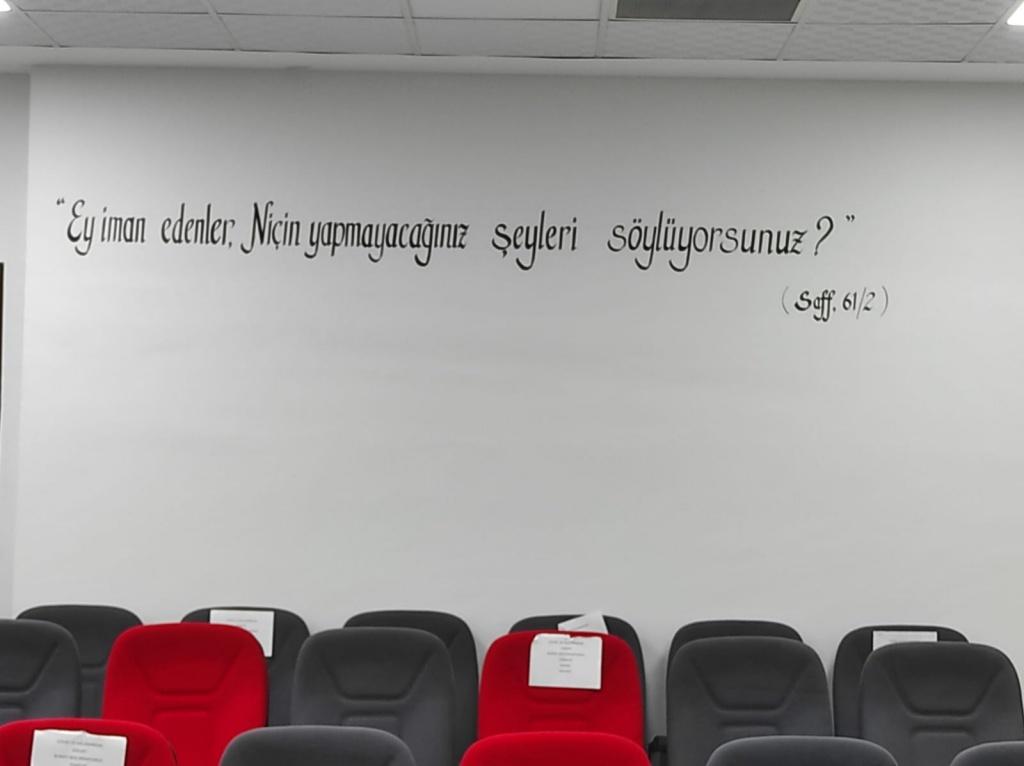 “Ey iman edenler, Niçin yapmayacağınız şeyleri söylüyorsunuz?”
(Saff, 61/2)